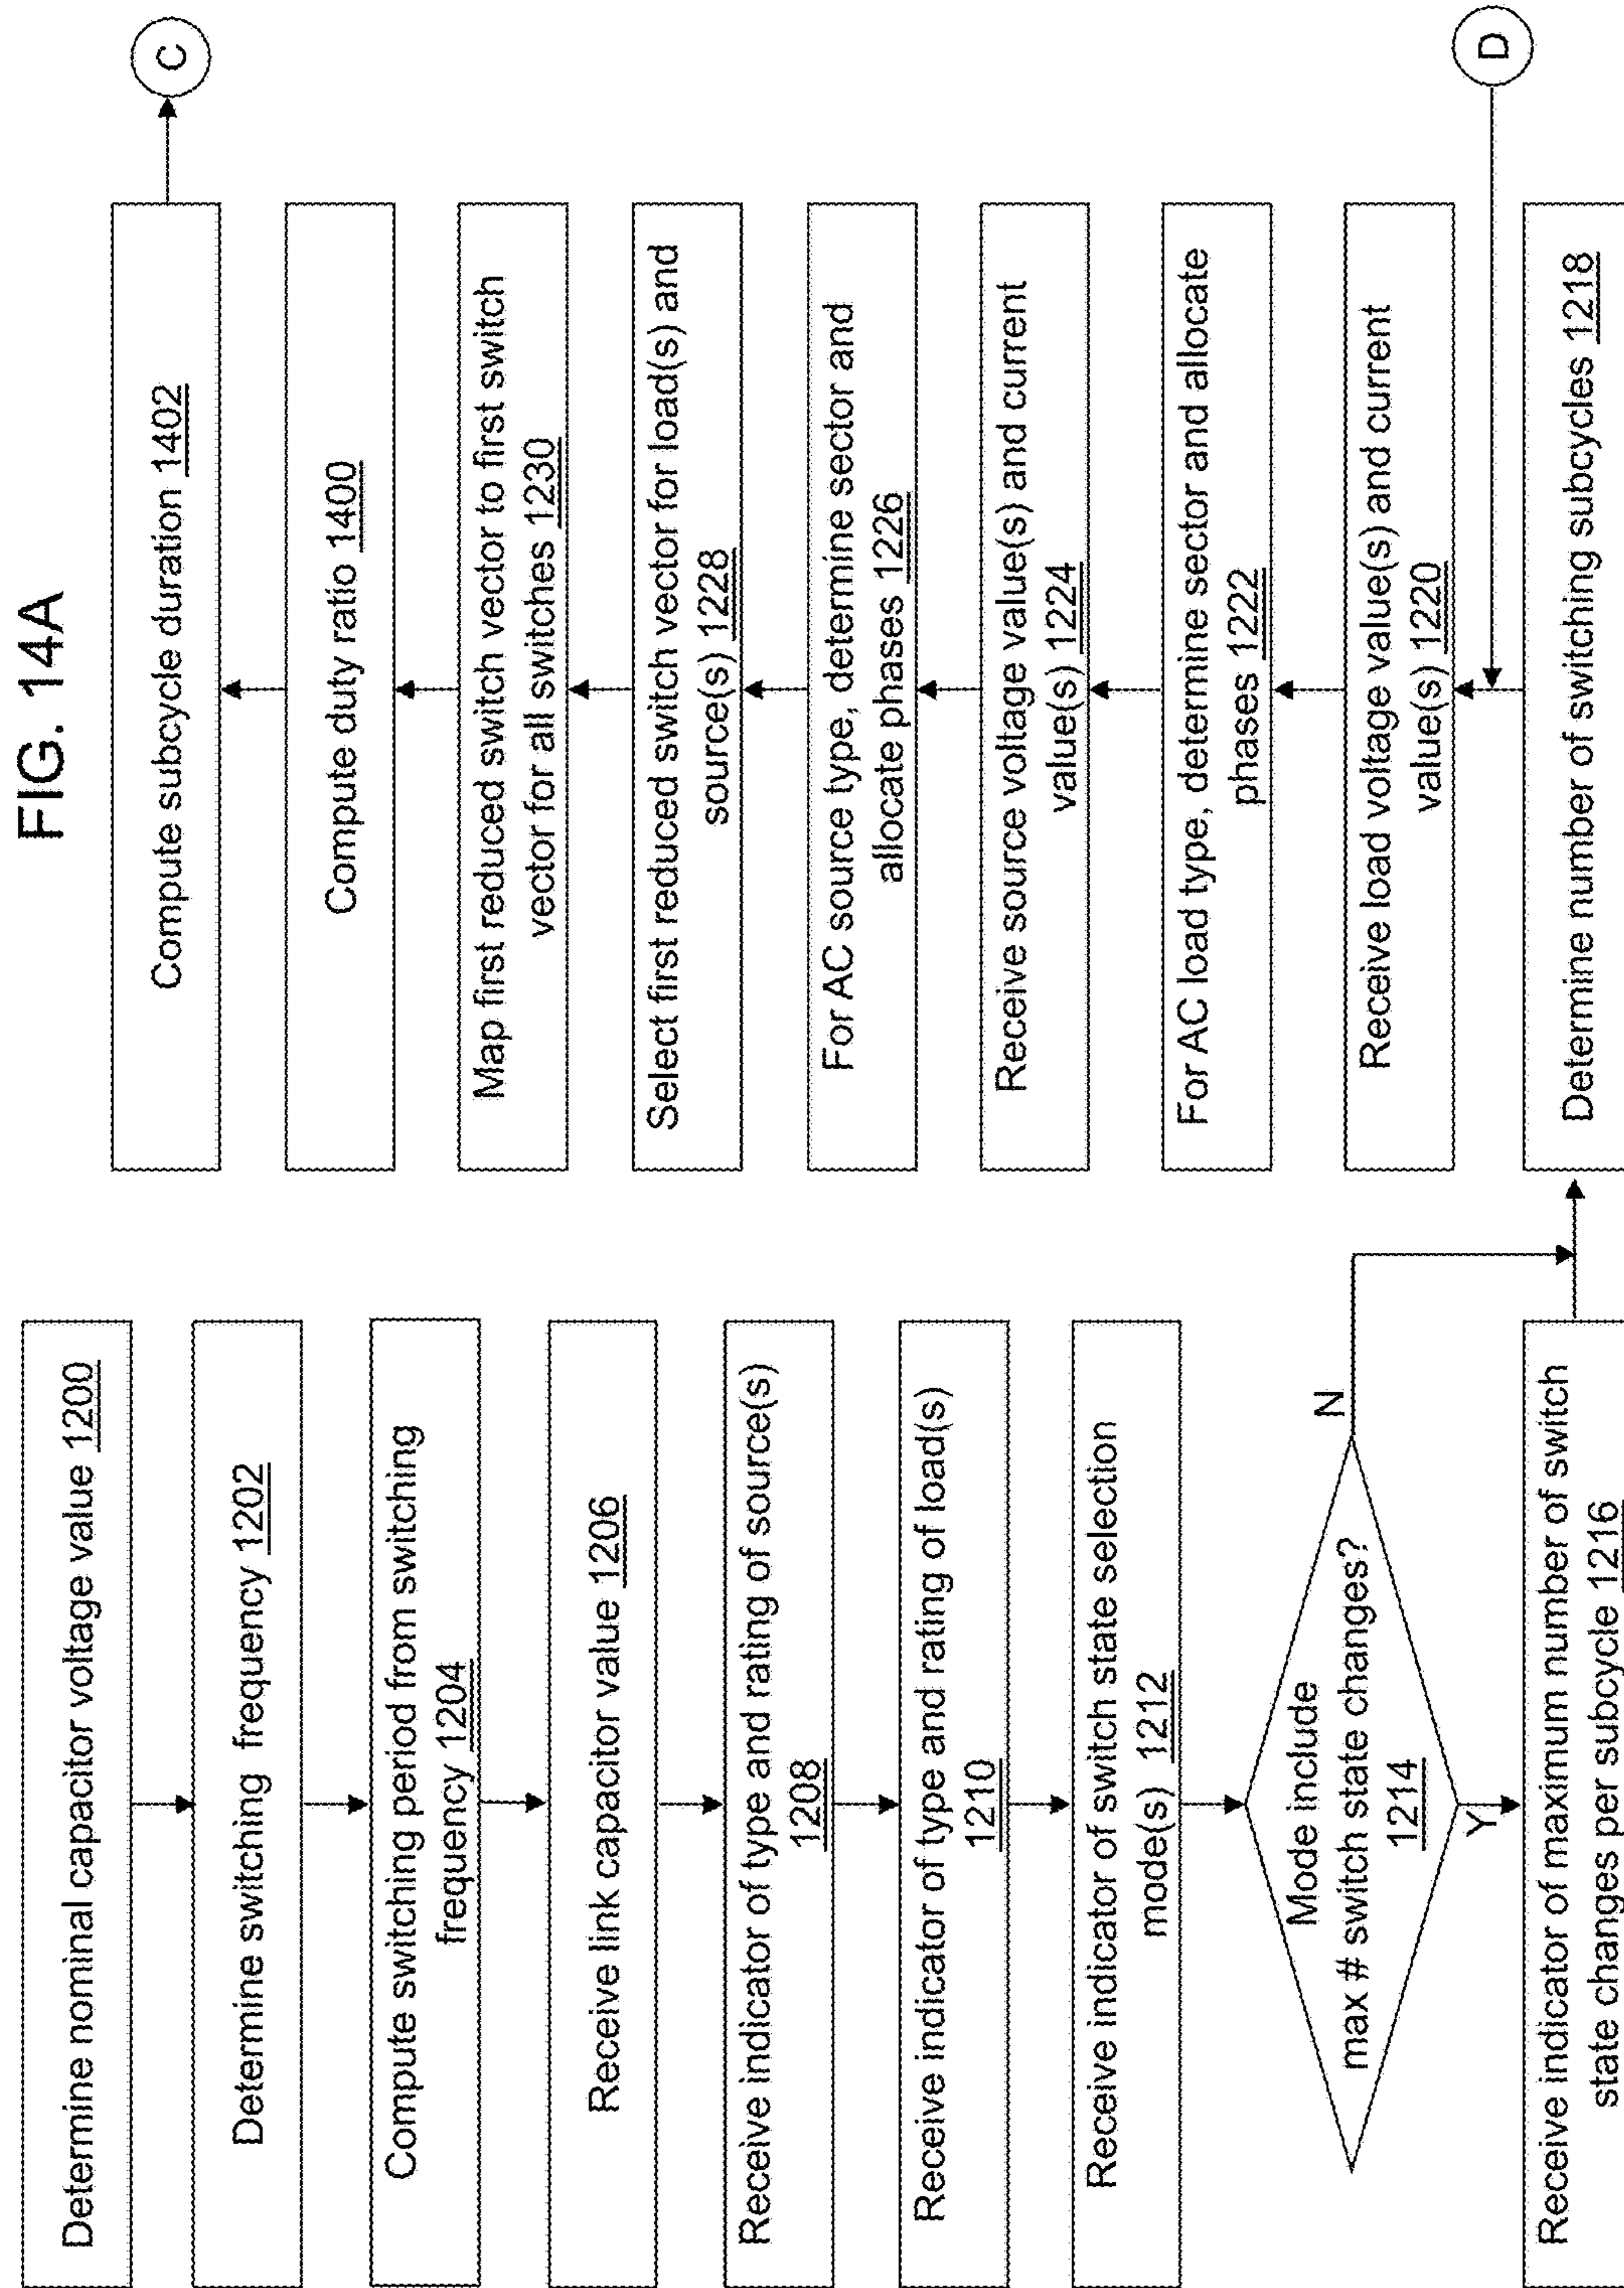 FIG. 14A
Determine nominal capacitor voltage value 1200
Determine switching frequency 1202
Compute switching period from switching
frequency 1204
Receive link capacitor value 1206
Receive indicator of type and rating of source(s)
1208
Receive indicator of type and rating of load(s)
1210
Receive indicator of switch state selection
mode(s) 1212
Mode include
max # switch state changes?
1214
N
Y
Receive indicator of maximum number of switch
state changes per subcycle 1216
C
Compute subcycle duration 1402
Compute duty ratio 1400
Map first reduced switch vector to first switch
vector for all switches 1230
Select first reduced switch vector for load(s) and
source(s) 1228
For AC source type, determine sector and
allocate phases 1226
Receive source voltage value(s) and current
value(s) 1224
For AC load type, determine sector and allocate
phases 1222
Receive load voltage value(s) and current
value(s) 1220
D
Determine number of switching subcycles 1218